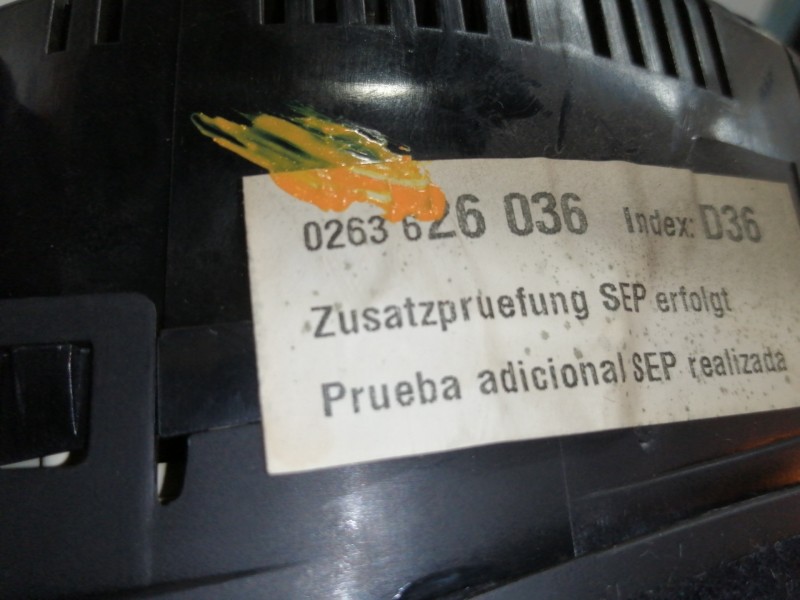 0263 626 036 Index: D36
Zusatzpruefung SEP erfolgt
Prueba adicional SEP realizada